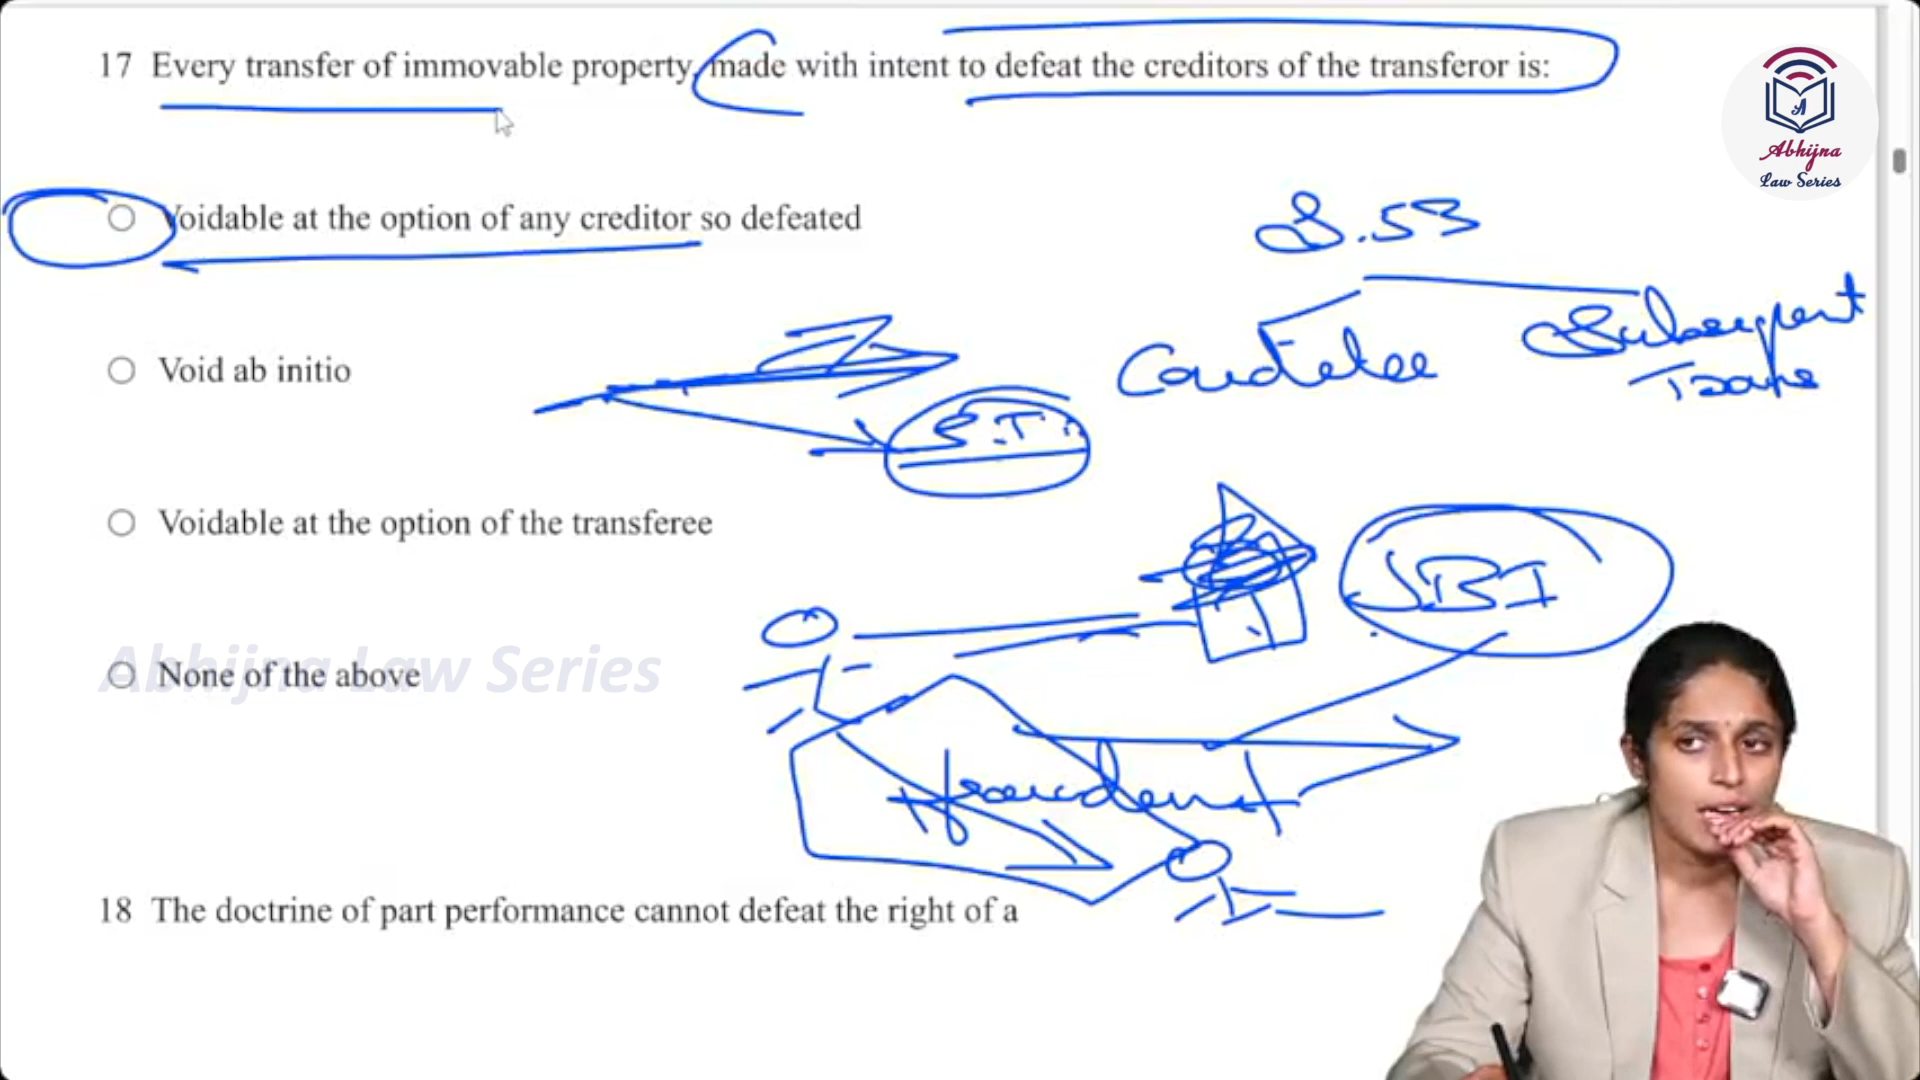 17 Every transfer of immovable property, made with intent to defeat the creditors of the transferor is:
A
Abhijna
Law Series
Voidable at the option of any creditor so defeated
S.53
Subsequent
Trans
Void ab initio
S.T.
Voidable at the option of the transferee
SBI
Abhijna Law Series
None of the above
fraudulent
18 The doctrine of part performance cannot defeat the right of a